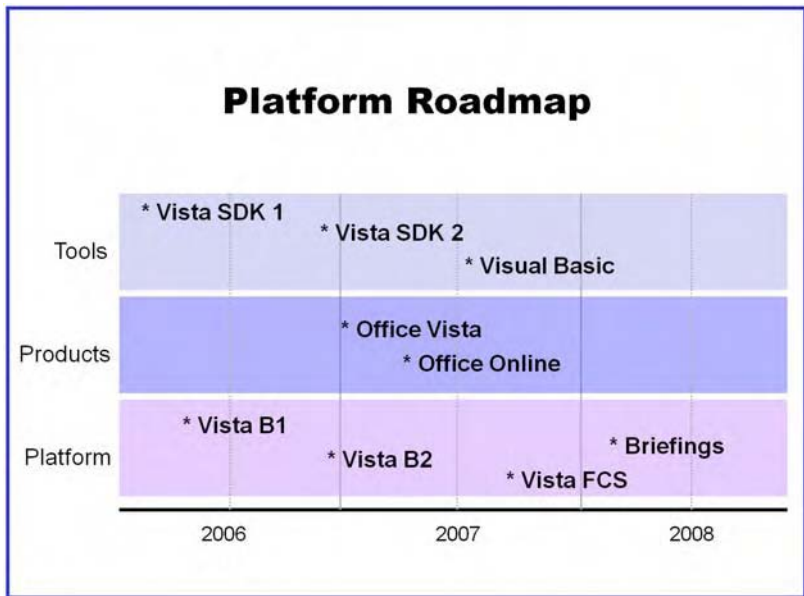 Platform Roadmap
Tools
* Vista SDK 1
* Vista SDK 2
* Visual Basic
Products
* Office Vista
* Office Online
Platform
* Vista B1
* Vista B2
* Vista FCS
* Briefings
2006
2007
2008